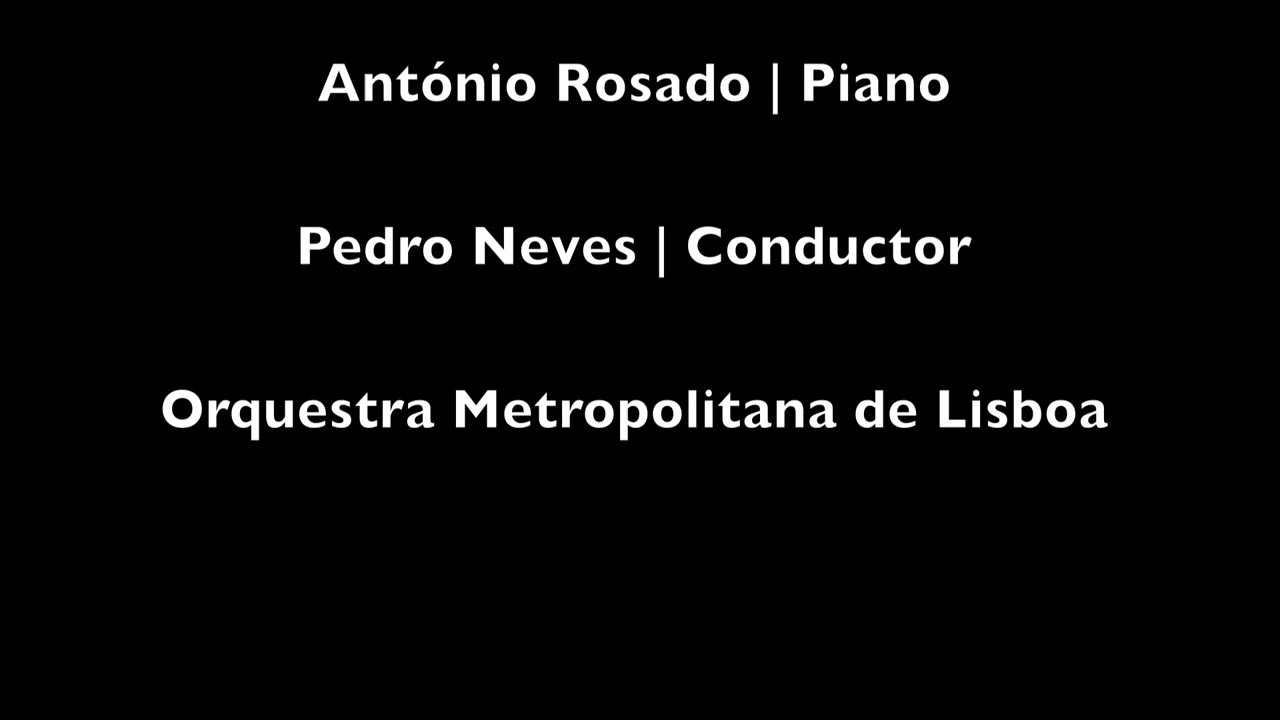 António Rosado | Piano
Pedro Neves | Conductor
Orquestra Metropolitana de Lisboa